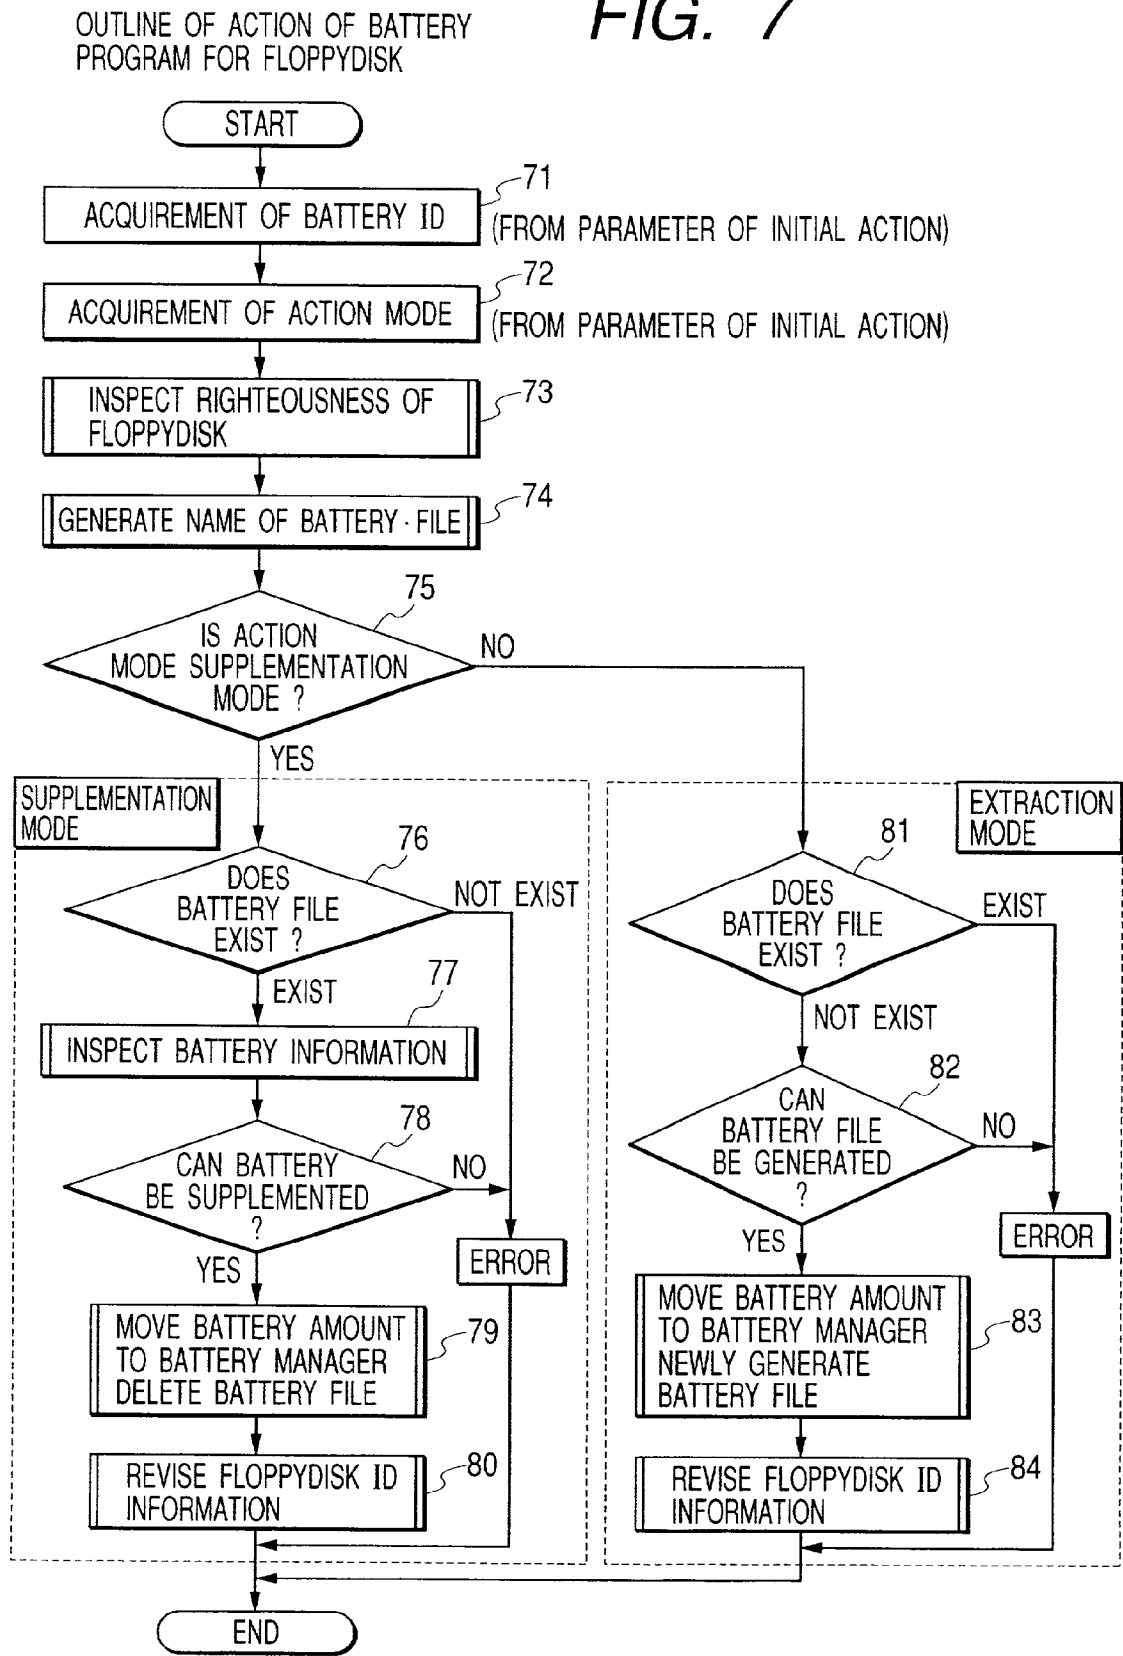 OUTLINE OF ACTION OF BATTERY
PROGRAM FOR FLOPPYDISK
FIG. 7
START
71
ACQUIREMENT OF BATTERY ID
(FROM PARAMETER OF INITIAL ACTION)
72
ACQUIREMENT OF ACTION MODE
(FROM PARAMETER OF INITIAL ACTION)
INSPECT RIGHTEOUSNESS OF
FLOPPYDISK
73
GENERATE NAME OF BATTERY · FILE
74
75
IS ACTION
MODE SUPPLEMENTATION
MODE ?
NO
YES
SUPPLEMENTATION
MODE
76
DOES
BATTERY FILE
EXIST ?
NOT EXIST
EXIST
77
INSPECT BATTERY INFORMATION
78
CAN BATTERY
BE SUPPLEMENTED
?
NO
YES
ERROR
MOVE BATTERY AMOUNT
TO BATTERY MANAGER
DELETE BATTERY FILE
79
REVISE FLOPPYDISK ID
INFORMATION
80
EXTRACTION
MODE
81
DOES
BATTERY FILE
EXIST ?
EXIST
NOT EXIST
82
CAN
BATTERY FILE
BE GENERATED
?
NO
YES
ERROR
MOVE BATTERY AMOUNT
TO BATTERY MANAGER
NEWLY GENERATE
BATTERY FILE
83
REVISE FLOPPYDISK ID
INFORMATION
84
END